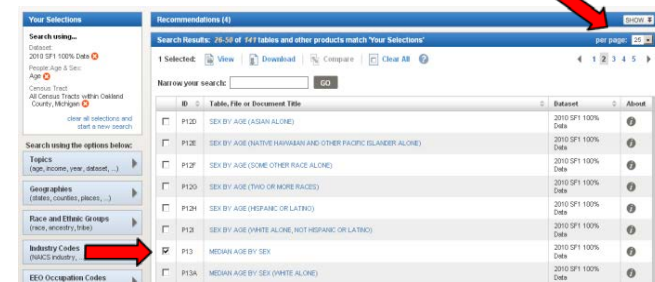 Your Selections
Search using...
Dataset:
2010 SF1 100% Data
People:Age & Sex:
Age
Census Tract
All Census Tracts within Oakland
County, Michigan
clear all selections and
start a new search
Search using the options below:
Topics
(age, income, year, dataset, ...)
Geographies
(states, counties, places, ...)
Race and Ethnic Groups
(race, ancestry, tribe)
Industry Codes
(NAICS industry, ...
EEO Occupation Codes
Recommendations (4)
SHOW
Search Results: 26-50 of 141 tables and other products match 'Your Selections'
per page: 25
1 Selected: View | Download | Compare | Clear All
1 2 3 4 5
Narrow your search: GO
ID Table, File or Document Title Dataset About
P12D SEX BY AGE (ASIAN ALONE) 2010 SF1 100% Data
P12E SEX BY AGE (NATIVE HAWAIIAN AND OTHER PACIFIC ISLANDER ALONE) 2010 SF1 100% Data
P12F SEX BY AGE (SOME OTHER RACE ALONE) 2010 SF1 100% Data
P12G SEX BY AGE (TWO OR MORE RACES) 2010 SF1 100% Data
P12H SEX BY AGE (HISPANIC OR LATINO) 2010 SF1 100% Data
P12I SEX BY AGE (WHITE ALONE, NOT HISPANIC OR LATINO) 2010 SF1 100% Data
P13 MEDIAN AGE BY SEX 2010 SF1 100% Data
P13A MEDIAN AGE BY SEX (WHITE ALONE) 2010 SF1 100% Data